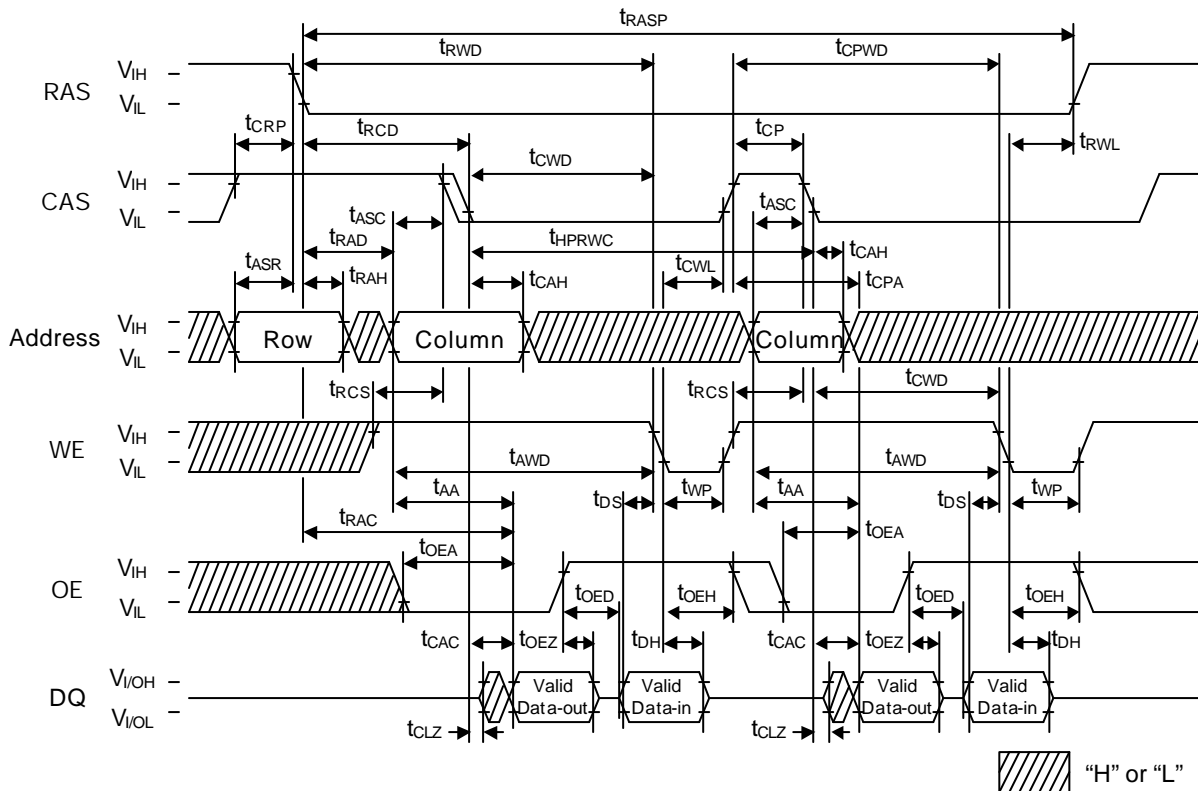 tRASP
tRWD tCPWD
RAS VIH
VIL
tCRP tRCD tCP tRWL
tCWD
CAS VIH
VIL
tASC tASC
tRAD tHPRWC tCAH
tASR tRAH tCAH tCWL tCPA
Address VIH
VIL
Row Column Column
tRCS tRCS tCWD
WE VIH
VIL
tAWD tAWD
tAA tDS tWP tAA tDS tWP
tRAC tOEA
tOEA
OE VIH
VIL
tOED tOEH tOED tOEH
tCAC tOEZ tDH tCAC tOEZ tDH
DQ VI/OH
VI/OL
Valid Data-out Valid Data-in Valid Data-out Valid Data-in
tCLZ tCLZ
“H” or “L”